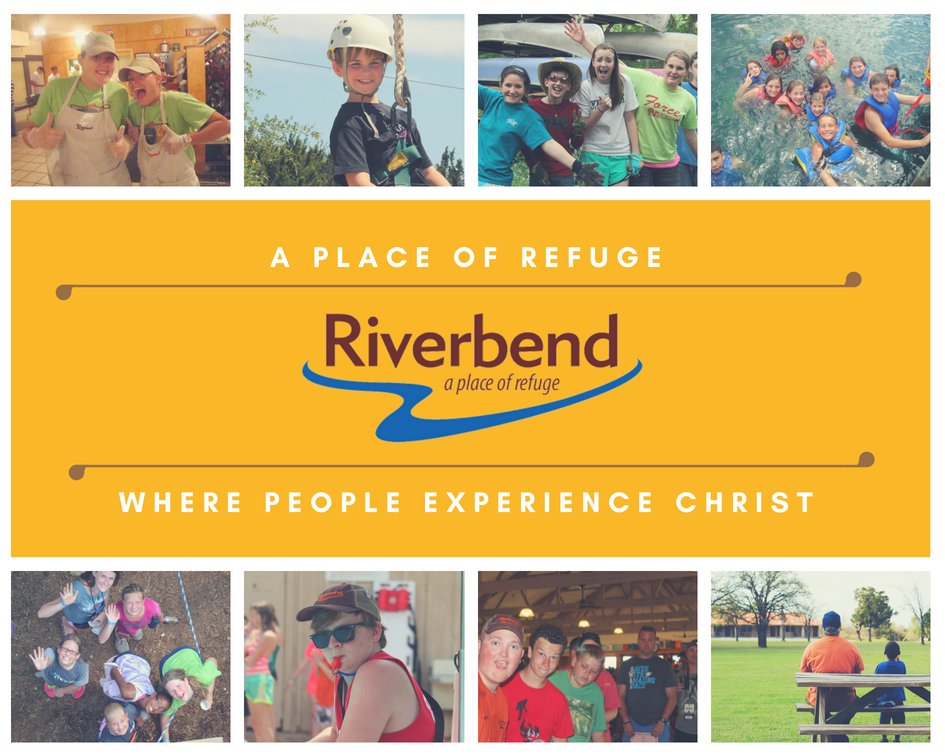 A PLACE OF REFUGE
Riverbend
a place of refuge
WHERE PEOPLE EXPERIENCE CHRIST